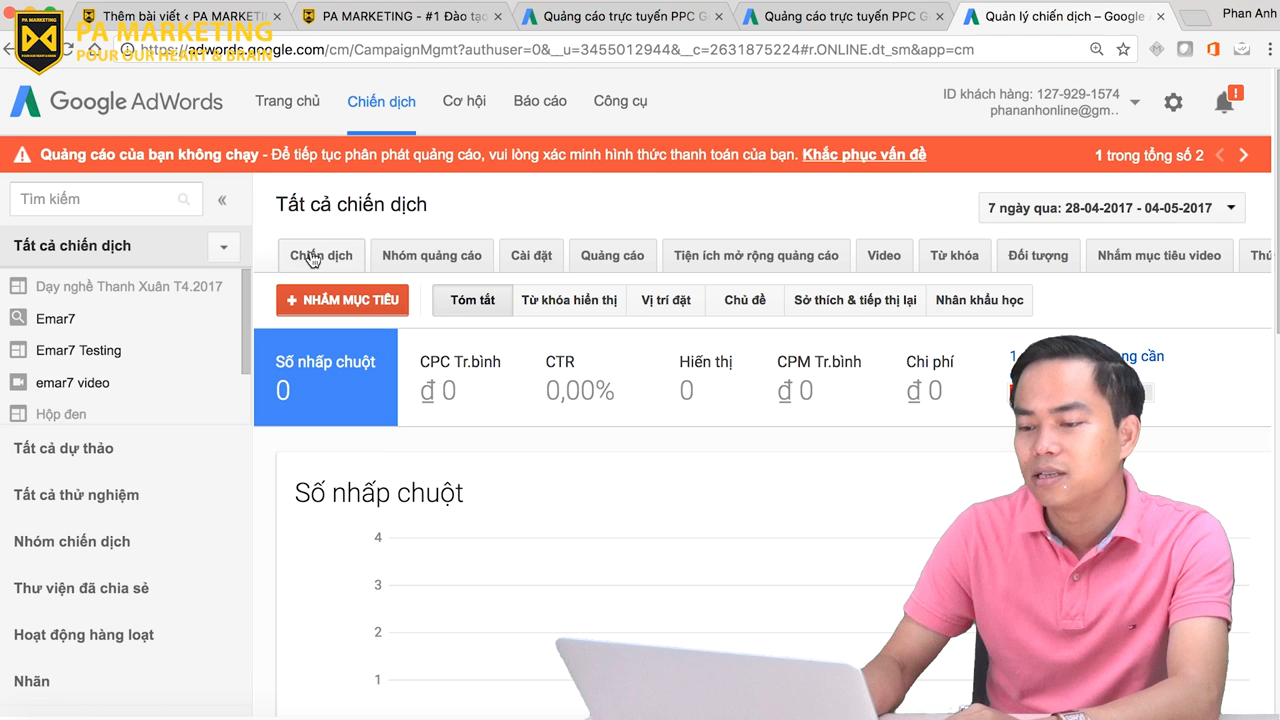 Thêm bài viết ‹ PA MARKETI
PA MARKETING - #1 Đào tạ
Quảng cáo trực tuyến PPC G
Quảng cáo trực tuyến PPC G
Quản lý chiến dịch – Google
Phan Anh
PA MARKETING
POUR OUR HEART & BRAIN
https://adwords.google.com/cm/CampaignMgmt?authuser=0&__u=3455012944&__c=2631875224#r.ONLINE.dt_sm&app=cm
Google AdWords
Trang chủ
Chiến dịch
Cơ hội
Báo cáo
Công cụ
ID khách hàng: 127-929-1574
phananhonline@gm..
Quảng cáo của bạn không chạy - Để tiếp tục phân phát quảng cáo, vui lòng xác minh hình thức thanh toán của bạn. Khắc phục vấn đề
1 trong tổng số 2
Tìm kiếm
Tất cả chiến dịch
Dạy nghề Thanh Xuân T4.2017
Emar7
Emar7 Testing
emar7 video
Hộp đen
Tất cả dự thảo
Tất cả thử nghiệm
Nhóm chiến dịch
Thư viện đã chia sẻ
Hoạt động hàng loạt
Nhãn
Tất cả chiến dịch
7 ngày qua: 28-04-2017 - 04-05-2017
Chiến dịch
Nhóm quảng cáo
Cài đặt
Quảng cáo
Tiện ích mở rộng quảng cáo
Video
Từ khóa
Đối tượng
Nhắm mục tiêu video
Thứ
+ NHẮM MỤC TIÊU
Tóm tắt
Từ khóa hiển thị
Vị trí đặt
Chủ đề
Sở thích & tiếp thị lại
Nhân khẩu học
Số nhấp chuột
0
CPC Tr.bình
₫ 0
CTR
0,00%
Hiển thị
0
CPM Tr.bình
₫ 0
Chi phí
₫ 0
cần
Số nhấp chuột
4
3
2
1